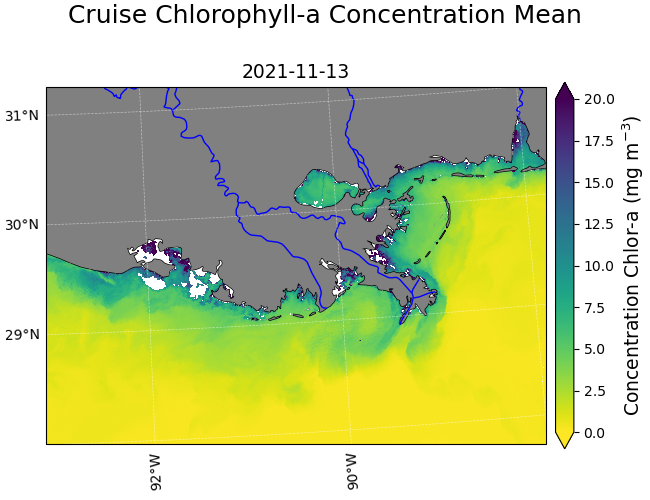 Cruise Chlorophyll-a Concentration Mean
2021-11-13
31°N
30°N
29°N
92°W
90°W
20.0
17.5
15.0
12.5
10.0
7.5
5.0
2.5
0.0
Concentration Chlor-a (mg m⁻³)